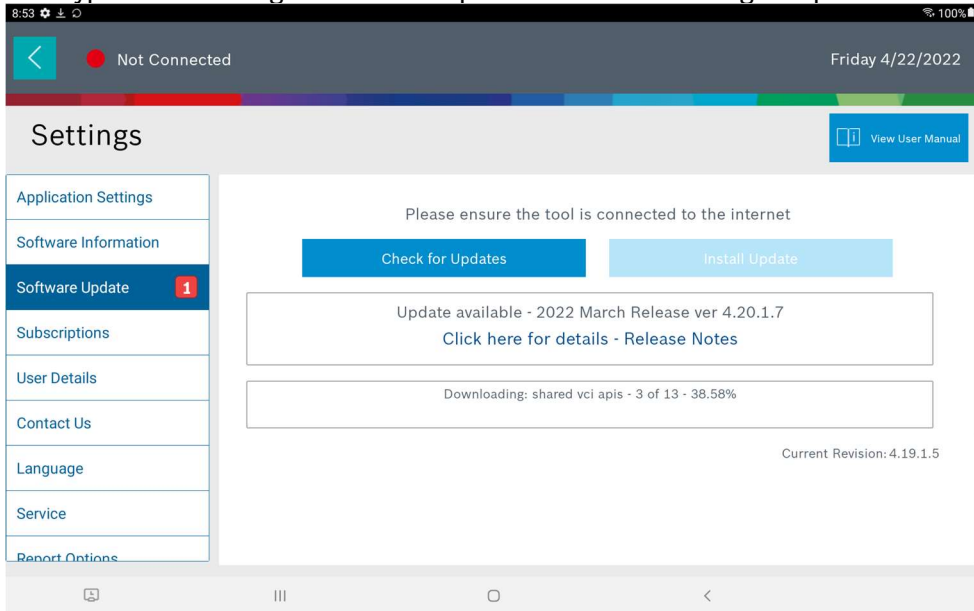 8:53 100%
Not Connected
Friday 4/22/2022
Settings
View User Manual
Application Settings
Software Information
Software Update 1
Subscriptions
User Details
Contact Us
Language
Service
Report Options
Please ensure the tool is connected to the internet
Check for Updates
Install Update
Update available - 2022 March Release ver 4.20.1.7
Click here for details - Release Notes
Downloading: shared vci apis - 3 of 13 - 38.58%
Current Revision: 4.19.1.5